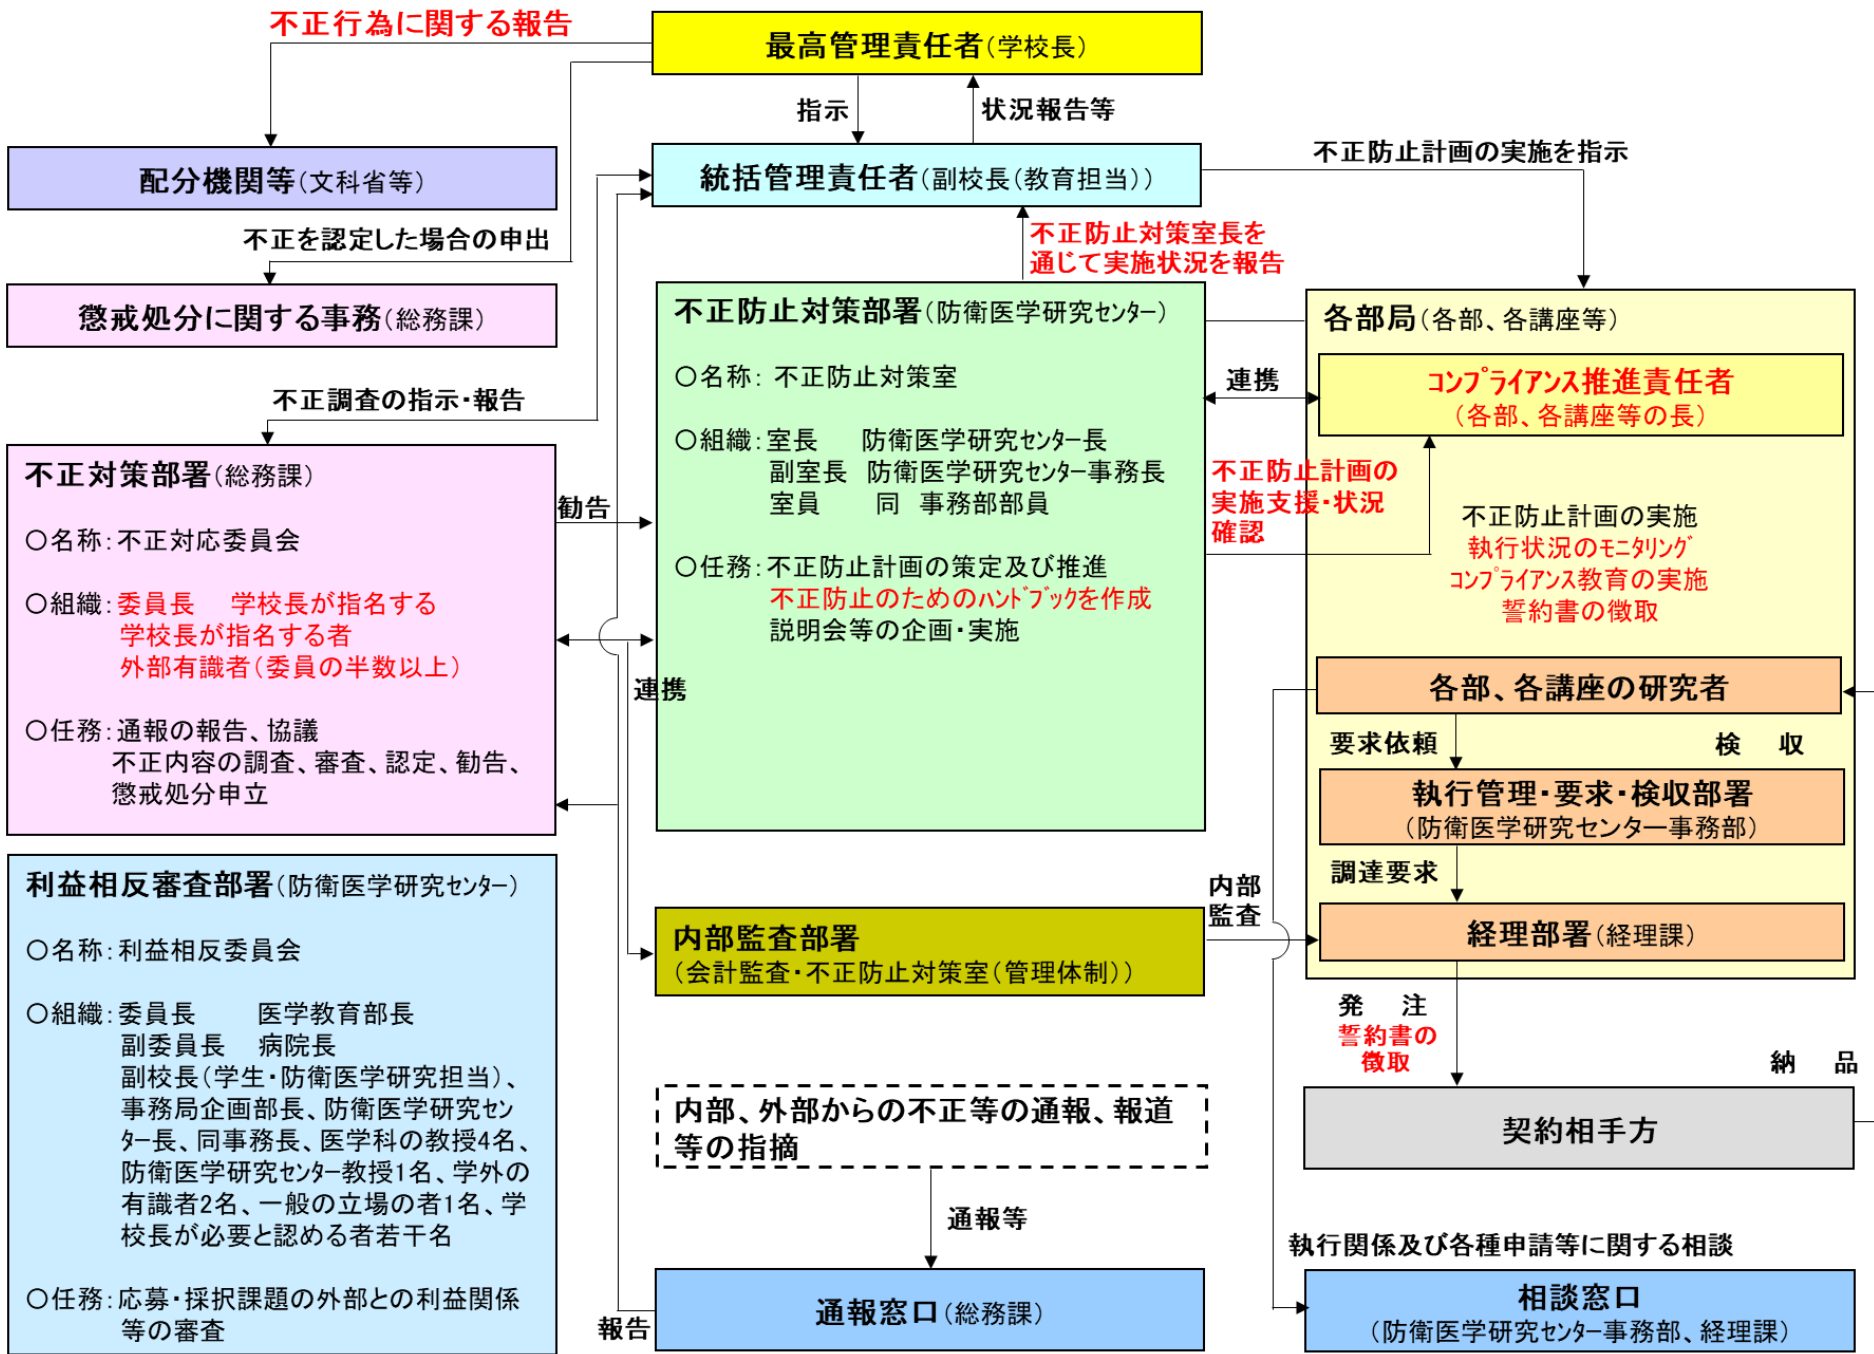 不正行為に関する報告
最高管理責任者(学校長)
指示
状況報告等
不正防止計画の実施を指示
配分機関等(文科省等)
統括管理責任者(副校長(教育担当))
不正を認定した場合の申出
不正防止対策室長を
通じて実施状況を報告
懲戒処分に関する事務(総務課)
不正調査の指示・報告
不正対策部署(総務課)
○名称:不正対応委員会
○組織:委員長 学校長が指名する
学校長が指名する者
外部有識者(委員の半数以上)
○任務:通報の報告、協議
不正内容の調査、審査、認定、勧告、
懲戒処分申立
勧告
連携
不正防止対策部署(防衛医学研究センター)
○名称: 不正防止対策室
○組織:室長 防衛医学研究センター長
副室長 防衛医学研究センター事務長
室員 同 事務部部員
○任務:不正防止計画の策定及び推進
不正防止のためのハンドブックを作成
説明会等の企画・実施
連携
不正防止計画の
実施支援・状況
確認
各部局(各部、各講座等)
コンプライアンス推進責任者
(各部、各講座等の長)
不正防止計画の実施
執行状況のモニタリング
コンプライアンス教育の実施
誓約書の徴取
各部、各講座の研究者
要求依頼
検 収
執行管理・要求・検収部署
(防衛医学研究センター事務部)
調達要求
経理部署(経理課)
内部
監査
利益相反審査部署(防衛医学研究センター)
○名称:利益相反委員会
○組織:委員長 医学教育部長
副委員長 病院長
副校長(学生・防衛医学研究担当)、
事務局企画部長、防衛医学研究セン
ター長、同事務長、医学科の教授4名、
防衛医学研究センター教授1名、学外の
有識者2名、一般の立場の者1名、学
校長が必要と認める者若干名
○任務:応募・採択課題の外部との利益関係
等の審査
内部監査部署
(会計監査・不正防止対策室(管理体制))
発 注
誓約書の
徴取
納 品
契約相手方
内部、外部からの不正等の通報、報道
等の指摘
通報等
通報窓口(総務課)
報告
執行関係及び各種申請等に関する相談
相談窓口
(防衛医学研究センター事務部、経理課)